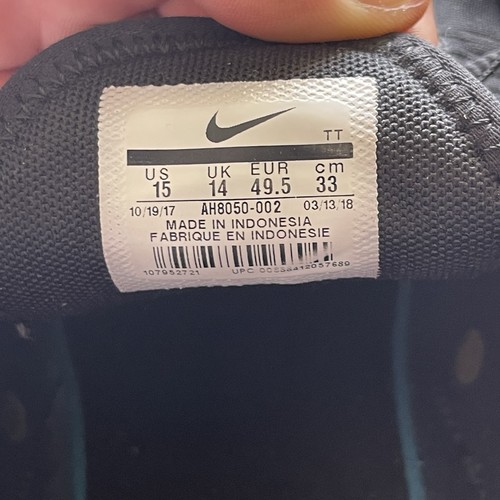 TT
US UK EUR cm
15 14 49.5 33
10/19/17 AH8050-002 03/13/18
MADE IN INDONESIA
FABRIQUE EN INDONESIE
107952721 UPC